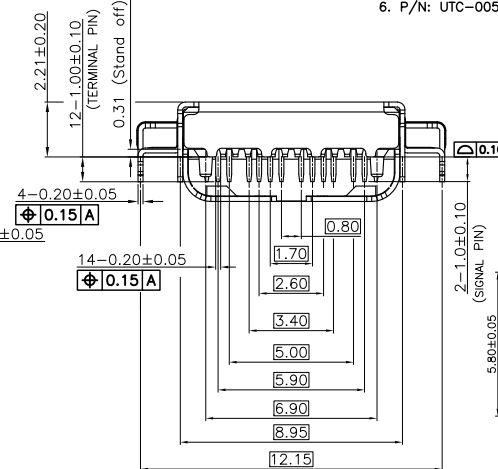 6. P/N: UTC-005
2.21±0.20
12-1.00±0.10
(TERMINAL PIN)
0.31 (Stand off)
4-0.20±0.05
⌖ 0.15 A
±0.05
14-0.20±0.05
⌖ 0.15 A
0.80
1.70
2.60
3.40
5.00
5.90
6.90
8.95
12.15
⌓ 0.10
2-1.0±0.10
(SIGNAL PIN)
5.80±0.05